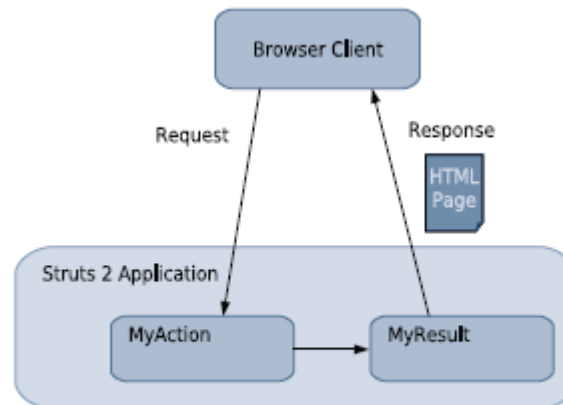 Browser Client
Request
Response
HTML
Page
Struts 2 Application
MyAction
MyResult